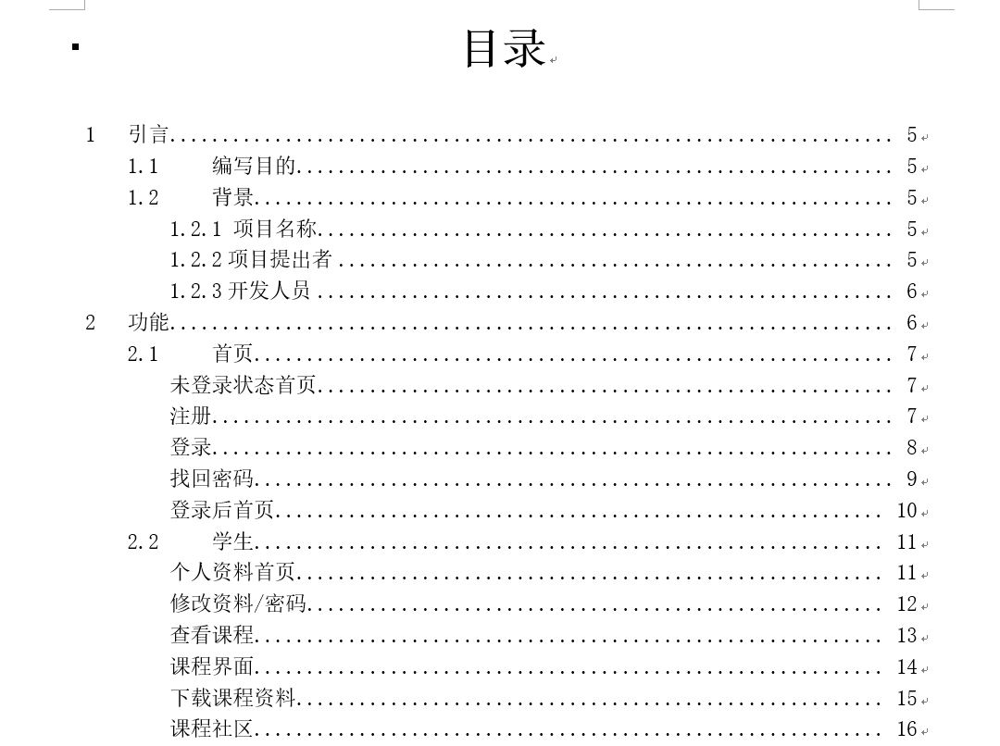 目录
1 引言 5
1.1 编写目的 5
1.2 背景 5
1.2.1 项目名称 5
1.2.2 项目提出者 5
1.2.3 开发人员 6
2 功能 6
2.1 首页 7
未登录状态首页 7
注册 7
登录 8
找回密码 9
登录后首页 10
2.2 学生 11
个人资料首页 11
修改资料/密码 12
查看课程 13
课程界面 14
下载课程资料 15
课程社区 16